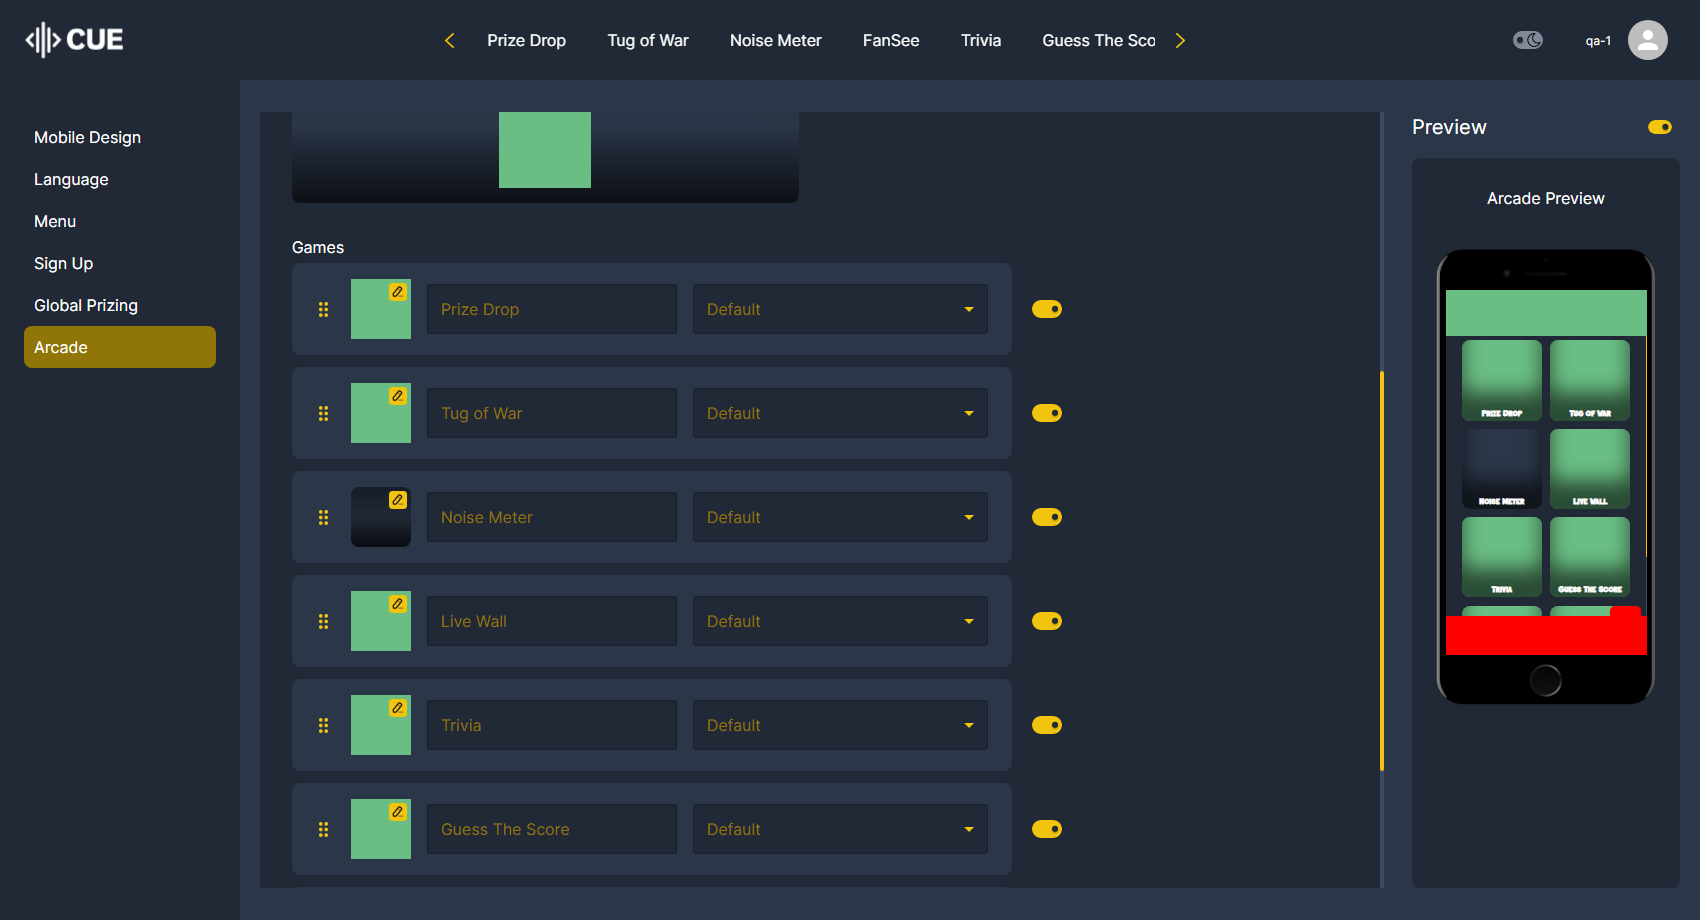 CUE
Prize Drop
Tug of War
Noise Meter
FanSee
Trivia
Guess The Sco
qa-1
Mobile Design
Language
Menu
Sign Up
Global Prizing
Arcade
Games
Prize Drop
Default
Tug of War
Default
Noise Meter
Default
Live Wall
Default
Trivia
Default
Guess The Score
Default
Preview
Arcade Preview
Prize Drop
Tug of War
Noise Meter
Live Wall
Trivia
Guess The Score